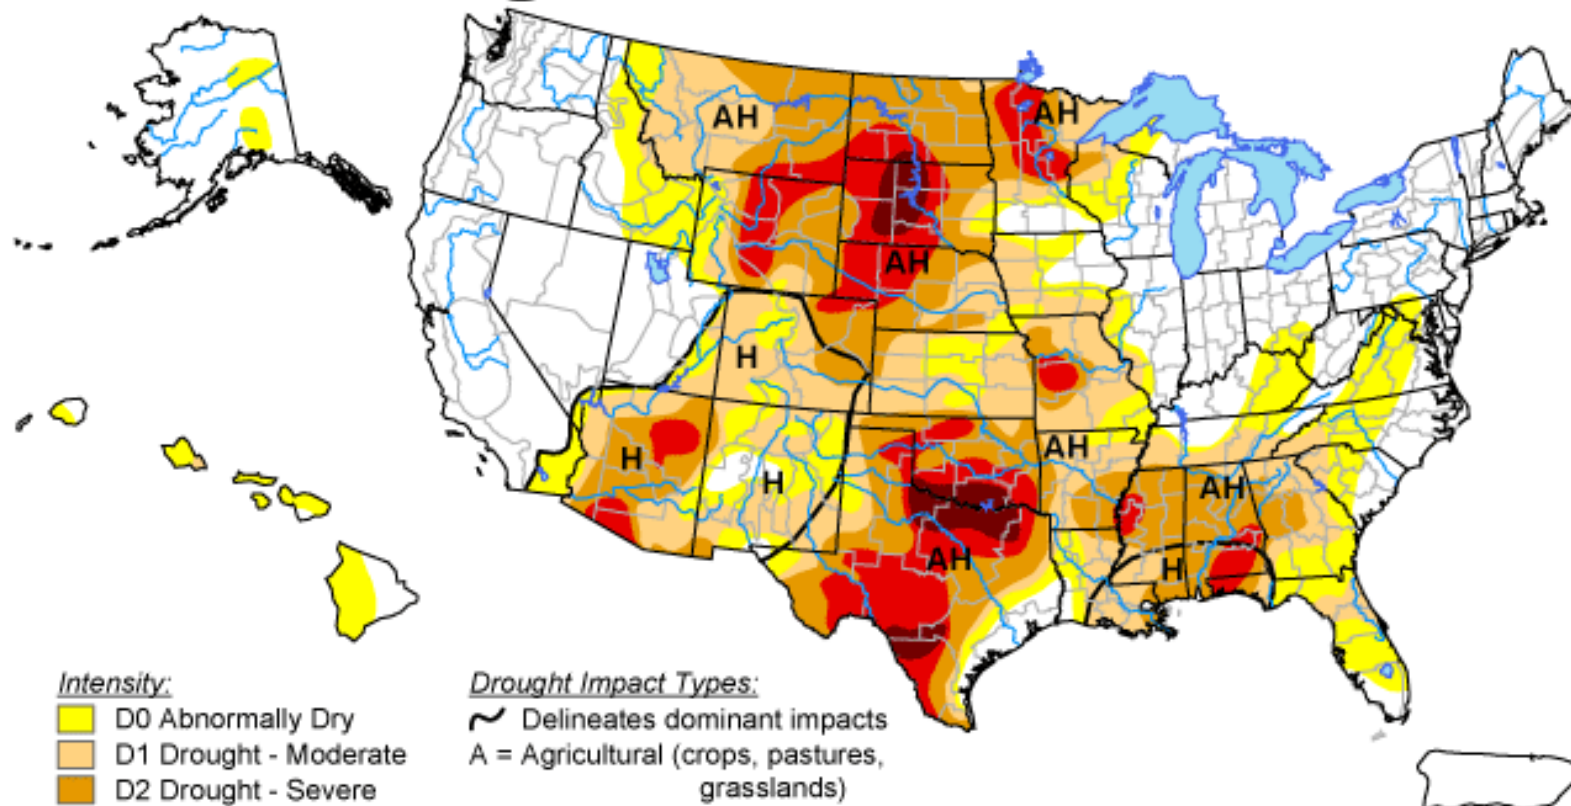 AH
AH
AH
H
H
H
AH
AH
AH
H
Intensity:
D0 Abnormally Dry
D1 Drought - Moderate
D2 Drought - Severe
Drought Impact Types:
Delineates dominant impacts
A = Agricultural (crops, pastures,
grasslands)